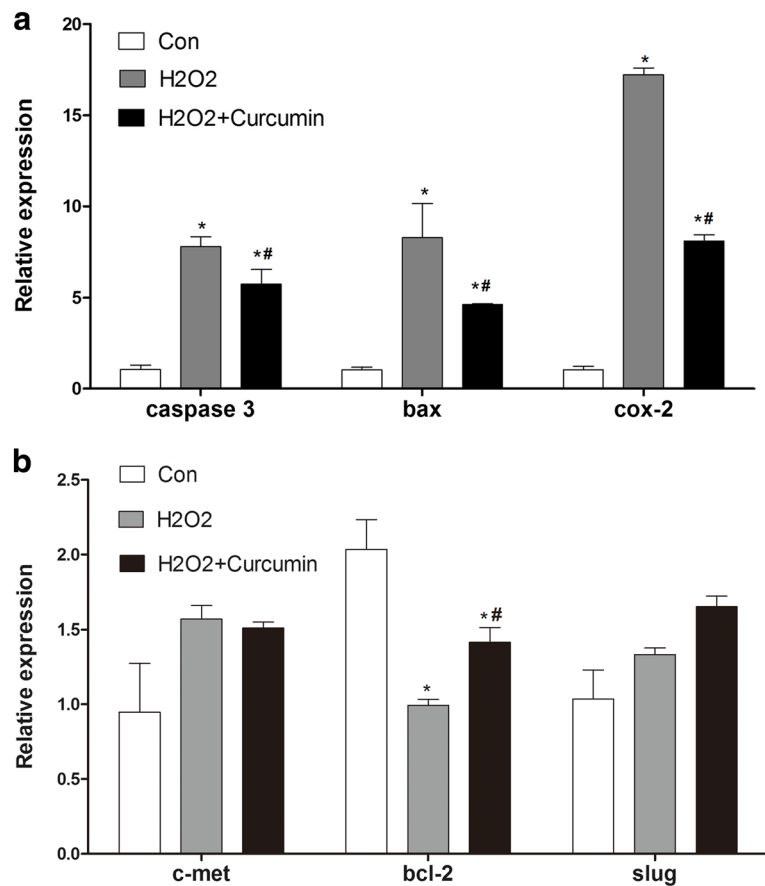 a
Relative expression
20
15
10
5
0
Con
H2O2
H2O2+Curcumin
*
*#
*
*#
*
*#
caspase 3
bax
cox-2
b
Relative expression
2.5
2.0
1.5
1.0
0.5
0.0
Con
H2O2
H2O2+Curcumin
*
*#
c-met
bcl-2
slug